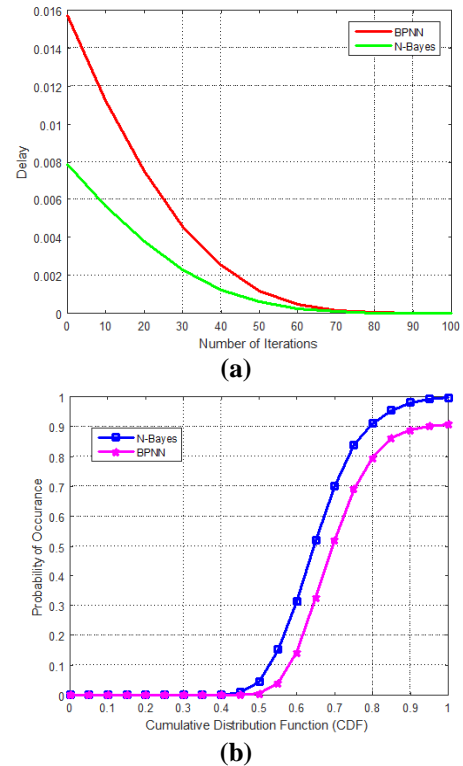 0.016
0.014
0.012
0.01
0.008
0.006
0.004
0.002
0
Delay
BPNN
N-Bayes
0 10 20 30 40 50 60 70 80 90 100
Number of Iterations
(a)
1
0.9
0.8
0.7
0.6
0.5
0.4
0.3
0.2
0.1
0
Probability of Occurance
N-Bayes
BPNN
0 0.1 0.2 0.3 0.4 0.5 0.6 0.7 0.8 0.9 1
Cumulative Distribution Function (CDF)
(b)